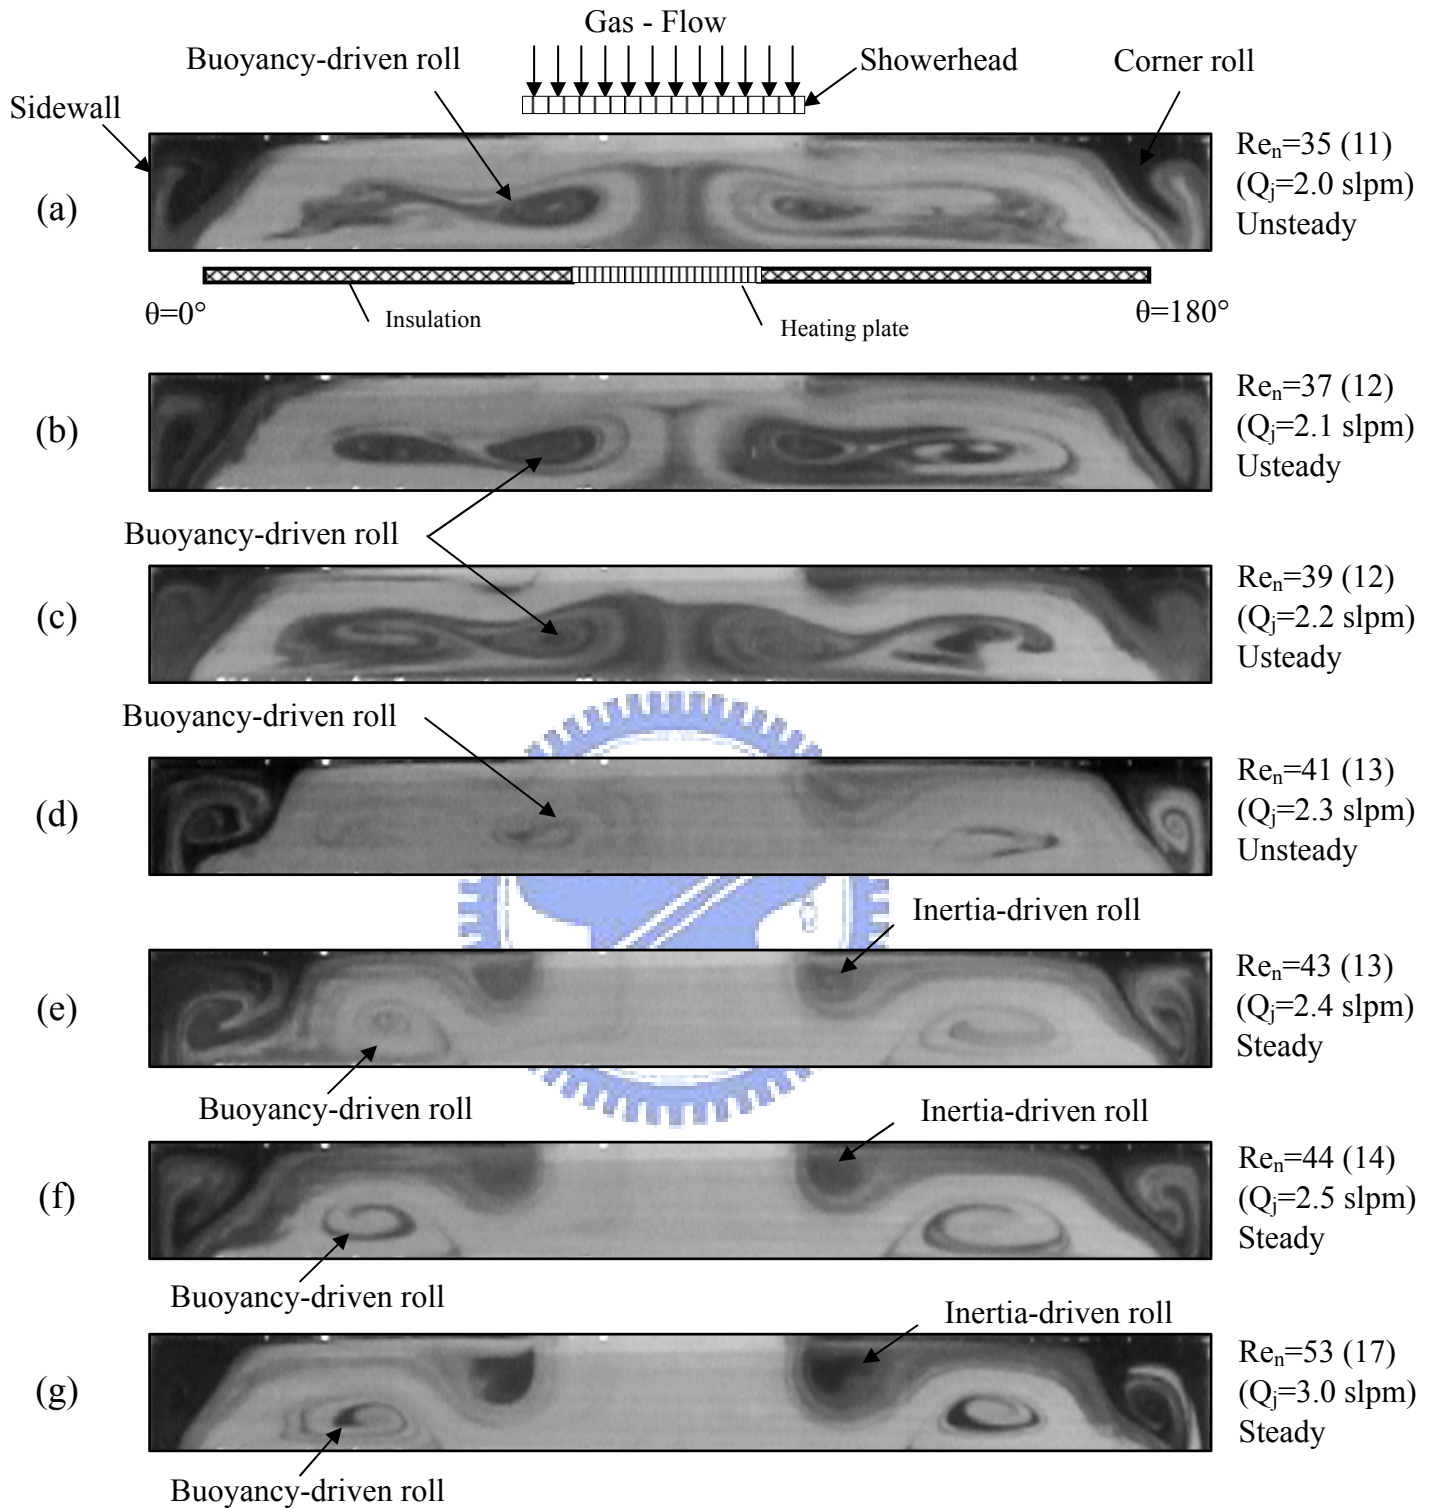 Gas - Flow
Buoyancy-driven roll
Showerhead
Corner roll
Sidewall
(a)
Re_n=35 (11)
(Q_j=2.0 slpm)
Unsteady
θ=0°
Insulation
Heating plate
θ=180°
(b)
Re_n=37 (12)
(Q_j=2.1 slpm)
Usteady
Buoyancy-driven roll
(c)
Re_n=39 (12)
(Q_j=2.2 slpm)
Usteady
Buoyancy-driven roll
(d)
Re_n=41 (13)
(Q_j=2.3 slpm)
Unsteady
Inertia-driven roll
(e)
Re_n=43 (13)
(Q_j=2.4 slpm)
Steady
Buoyancy-driven roll
Inertia-driven roll
(f)
Re_n=44 (14)
(Q_j=2.5 slpm)
Steady
Buoyancy-driven roll
Inertia-driven roll
(g)
Re_n=53 (17)
(Q_j=3.0 slpm)
Steady
Buoyancy-driven roll